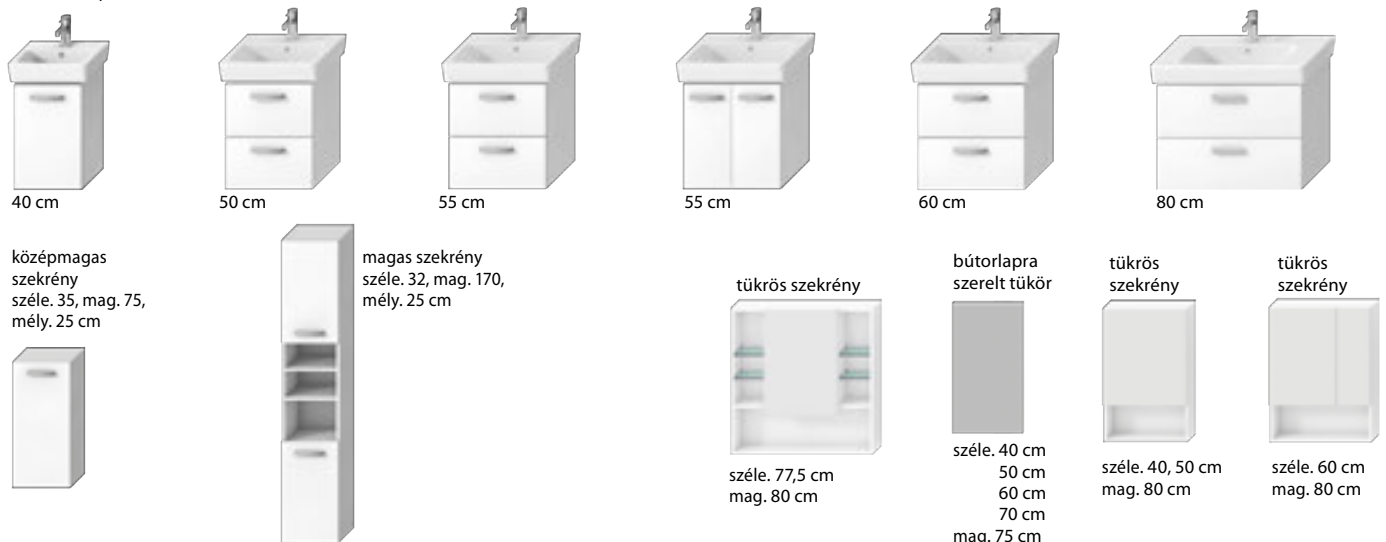 40 cm
50 cm
55 cm
55 cm
60 cm
80 cm
középmagas
szekrény
széle. 35, mag. 75,
mély. 25 cm
magas szekrény
széle. 32, mag. 170,
mély. 25 cm
tükrös szekrény
széle. 77,5 cm
mag. 80 cm
bútorlapra
szerelt tükör
széle. 40 cm
50 cm
60 cm
70 cm
mag. 75 cm
tükrös
szekrény
széle. 40, 50 cm
mag. 80 cm
tükrös
szekrény
széle. 60 cm
mag. 80 cm